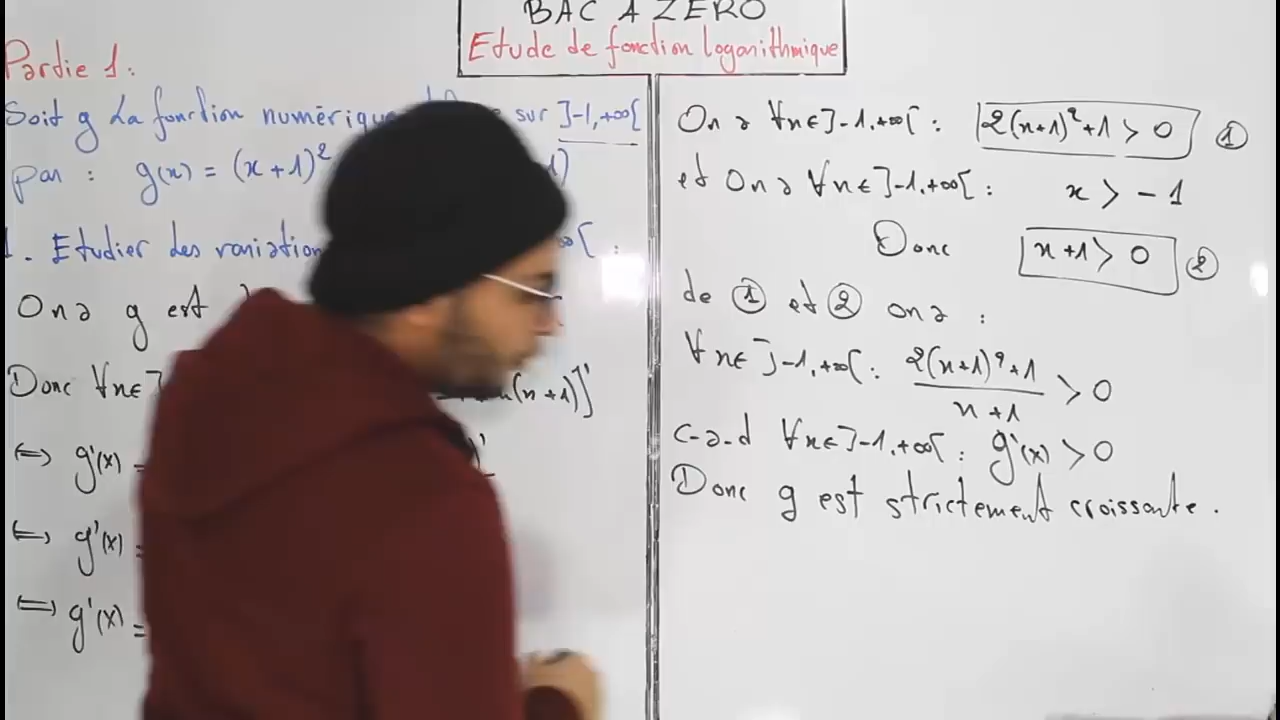 BAC A ZERO
Etude de fonction logarithmique
Partie 1:
Soit g La fonction numérique sur ]-1,+∞[
par : g(x) = (x+1)² 1)
1. Etudier les variation ∞[ :
On a g est
Donc ∀x∈] (x+1)]'
⇔ g'(x) =
⇔ g'(x) =
⇔ g'(x) =
On a ∀x∈]-1,+∞[ : 2(x+1)²+1 > 0 ①
et On a ∀x∈]-1,+∞[ : x > -1
Donc x+1 > 0 ②
de ① et ② on a :
∀x∈]-1,+∞[ : 2(x+1)²+1 / x+1 > 0
c-a-d ∀x∈]-1,+∞[ : g'(x) > 0
Donc g est strictement croissante.